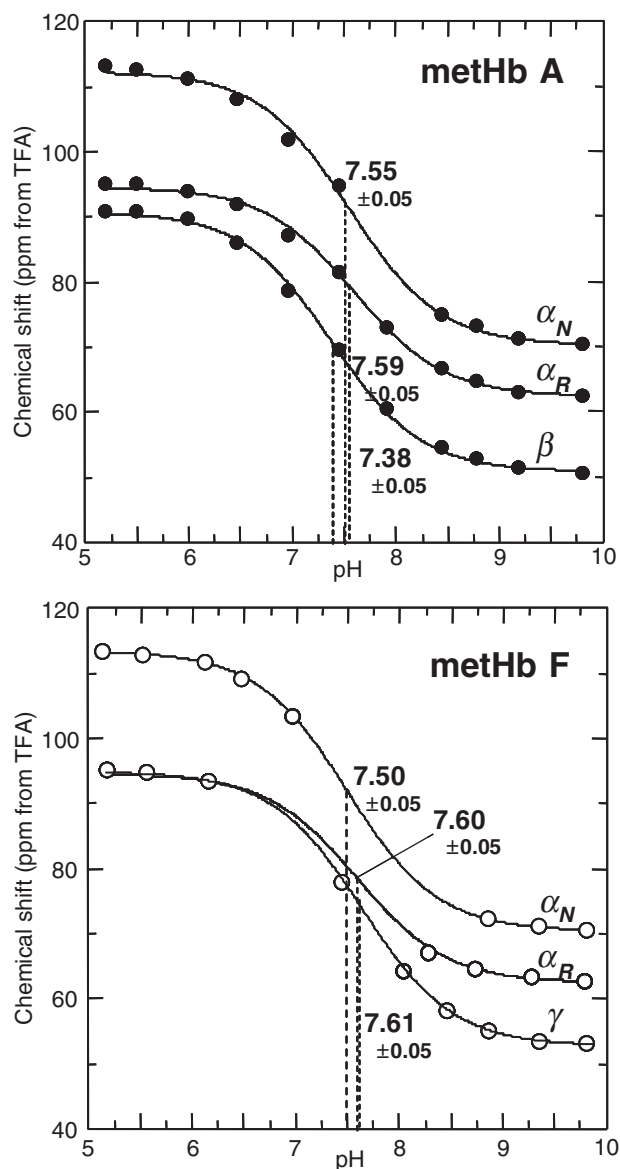 120
metHb A
100
7.55
±0.05
Chemical shift (ppm from TFA)
80
α_N
7.59
±0.05
α_R
60
7.38
±0.05
β
40
5 6 7 8 9 10
pH
120
metHb F
100
7.50
±0.05
7.60
±0.05
Chemical shift (ppm from TFA)
80
α_N
α_R
60
7.61
±0.05
γ
40
5 6 7 8 9 10
pH